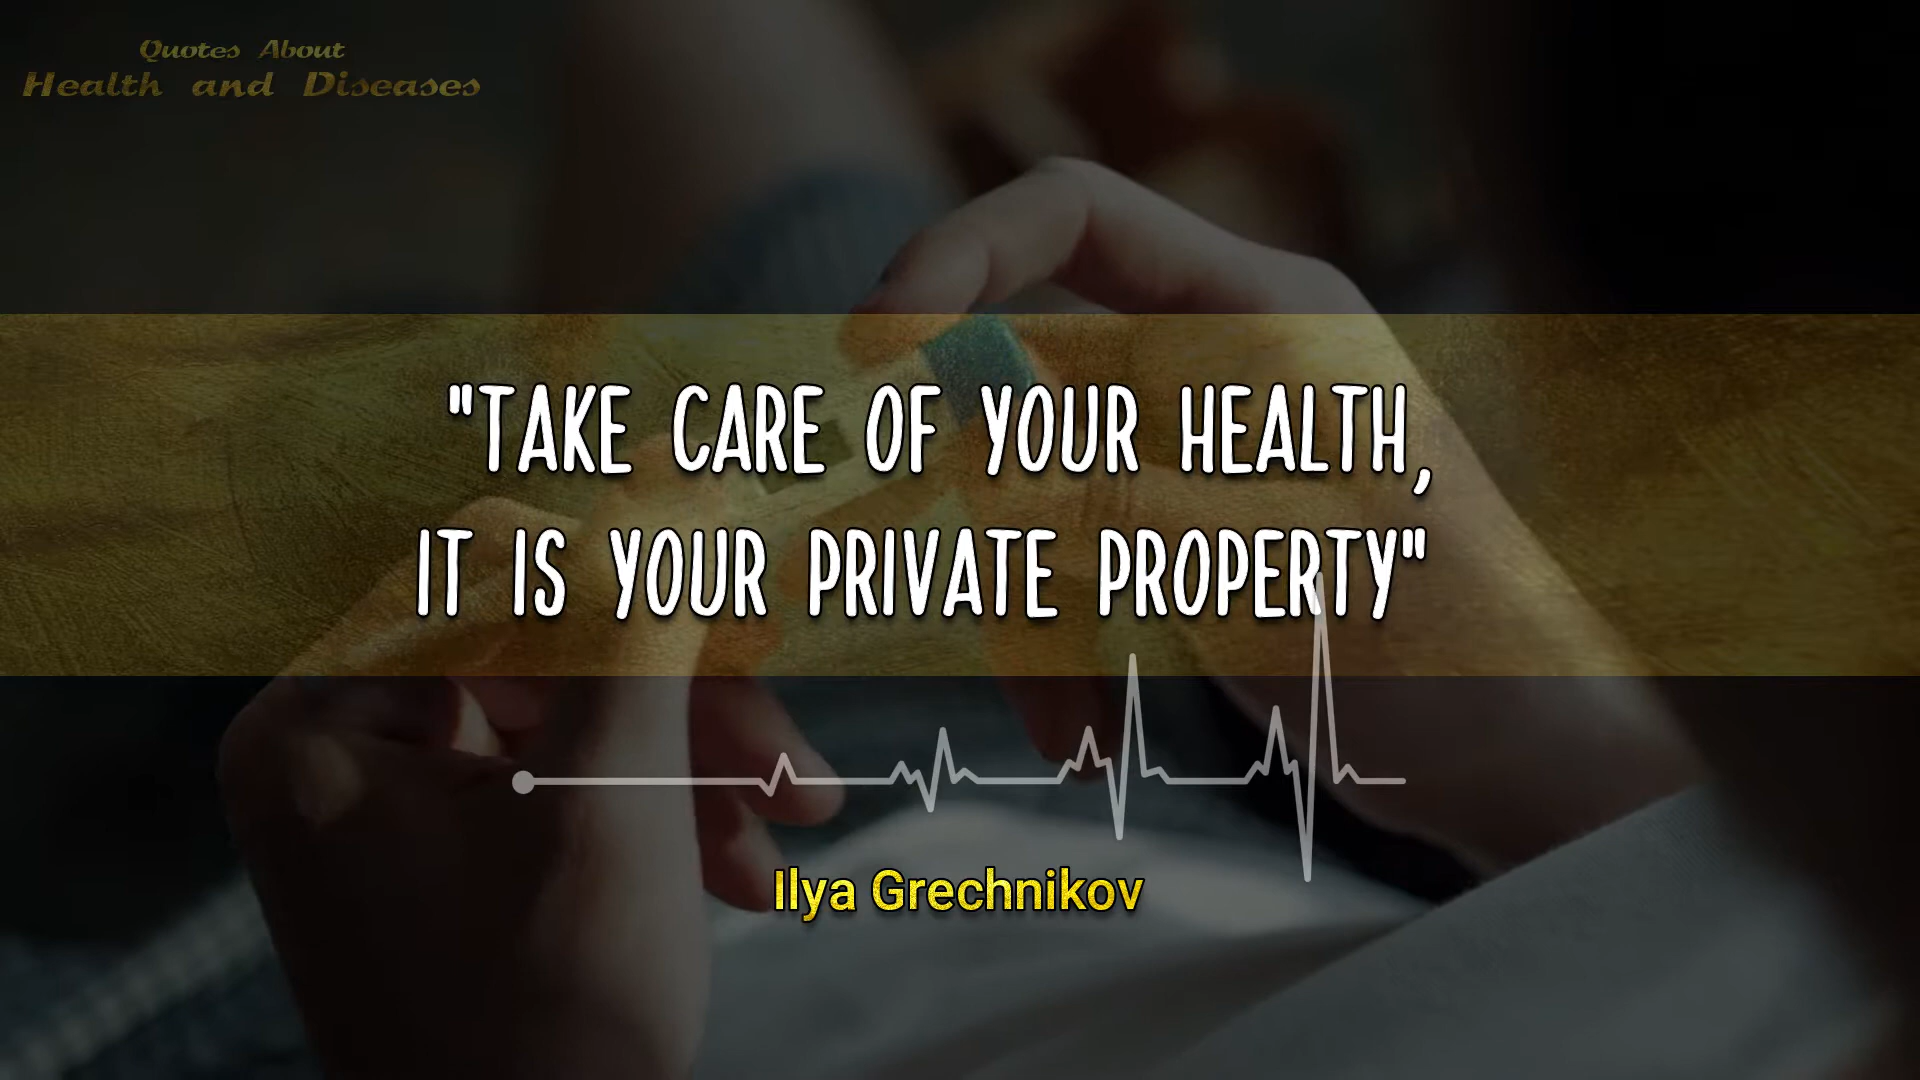 Quotes About
Health and Diseases
"TAKE CARE OF YOUR HEALTH,
IT IS YOUR PRIVATE PROPERTY"
Ilya Grechnikov